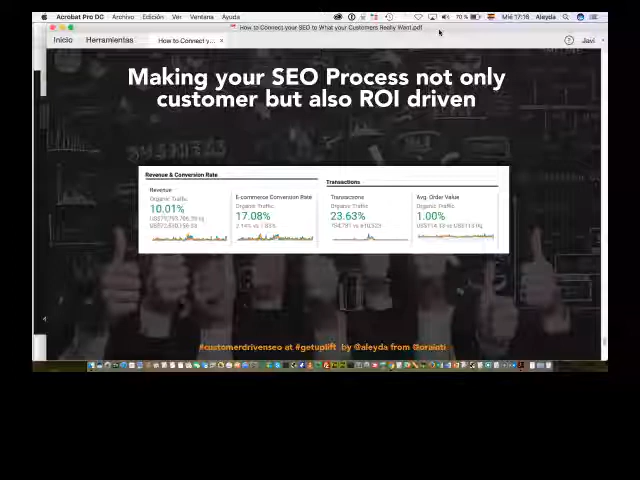 Acrobat Pro DC Archivo Edición Ver Ventana Ayuda 70 % Mié 17:16 Aleyda
How to Connect your SEO to What your Customers Really Want.pdf
Inicio Herramientas How to Connect y... × Javi
Making your SEO Process not only
customer but also ROI driven
Revenue & Conversion Rate
Transactions
Revenue
Organic Traffic
10.01%
E-commerce Conversion Rate
Organic Traffic
17.08%
Transactions
Organic Traffic
23.63%
Avg. Order Value
Organic Traffic
1.00%
#customerdrivenseo at #getuplift by @aleyda from @orainti